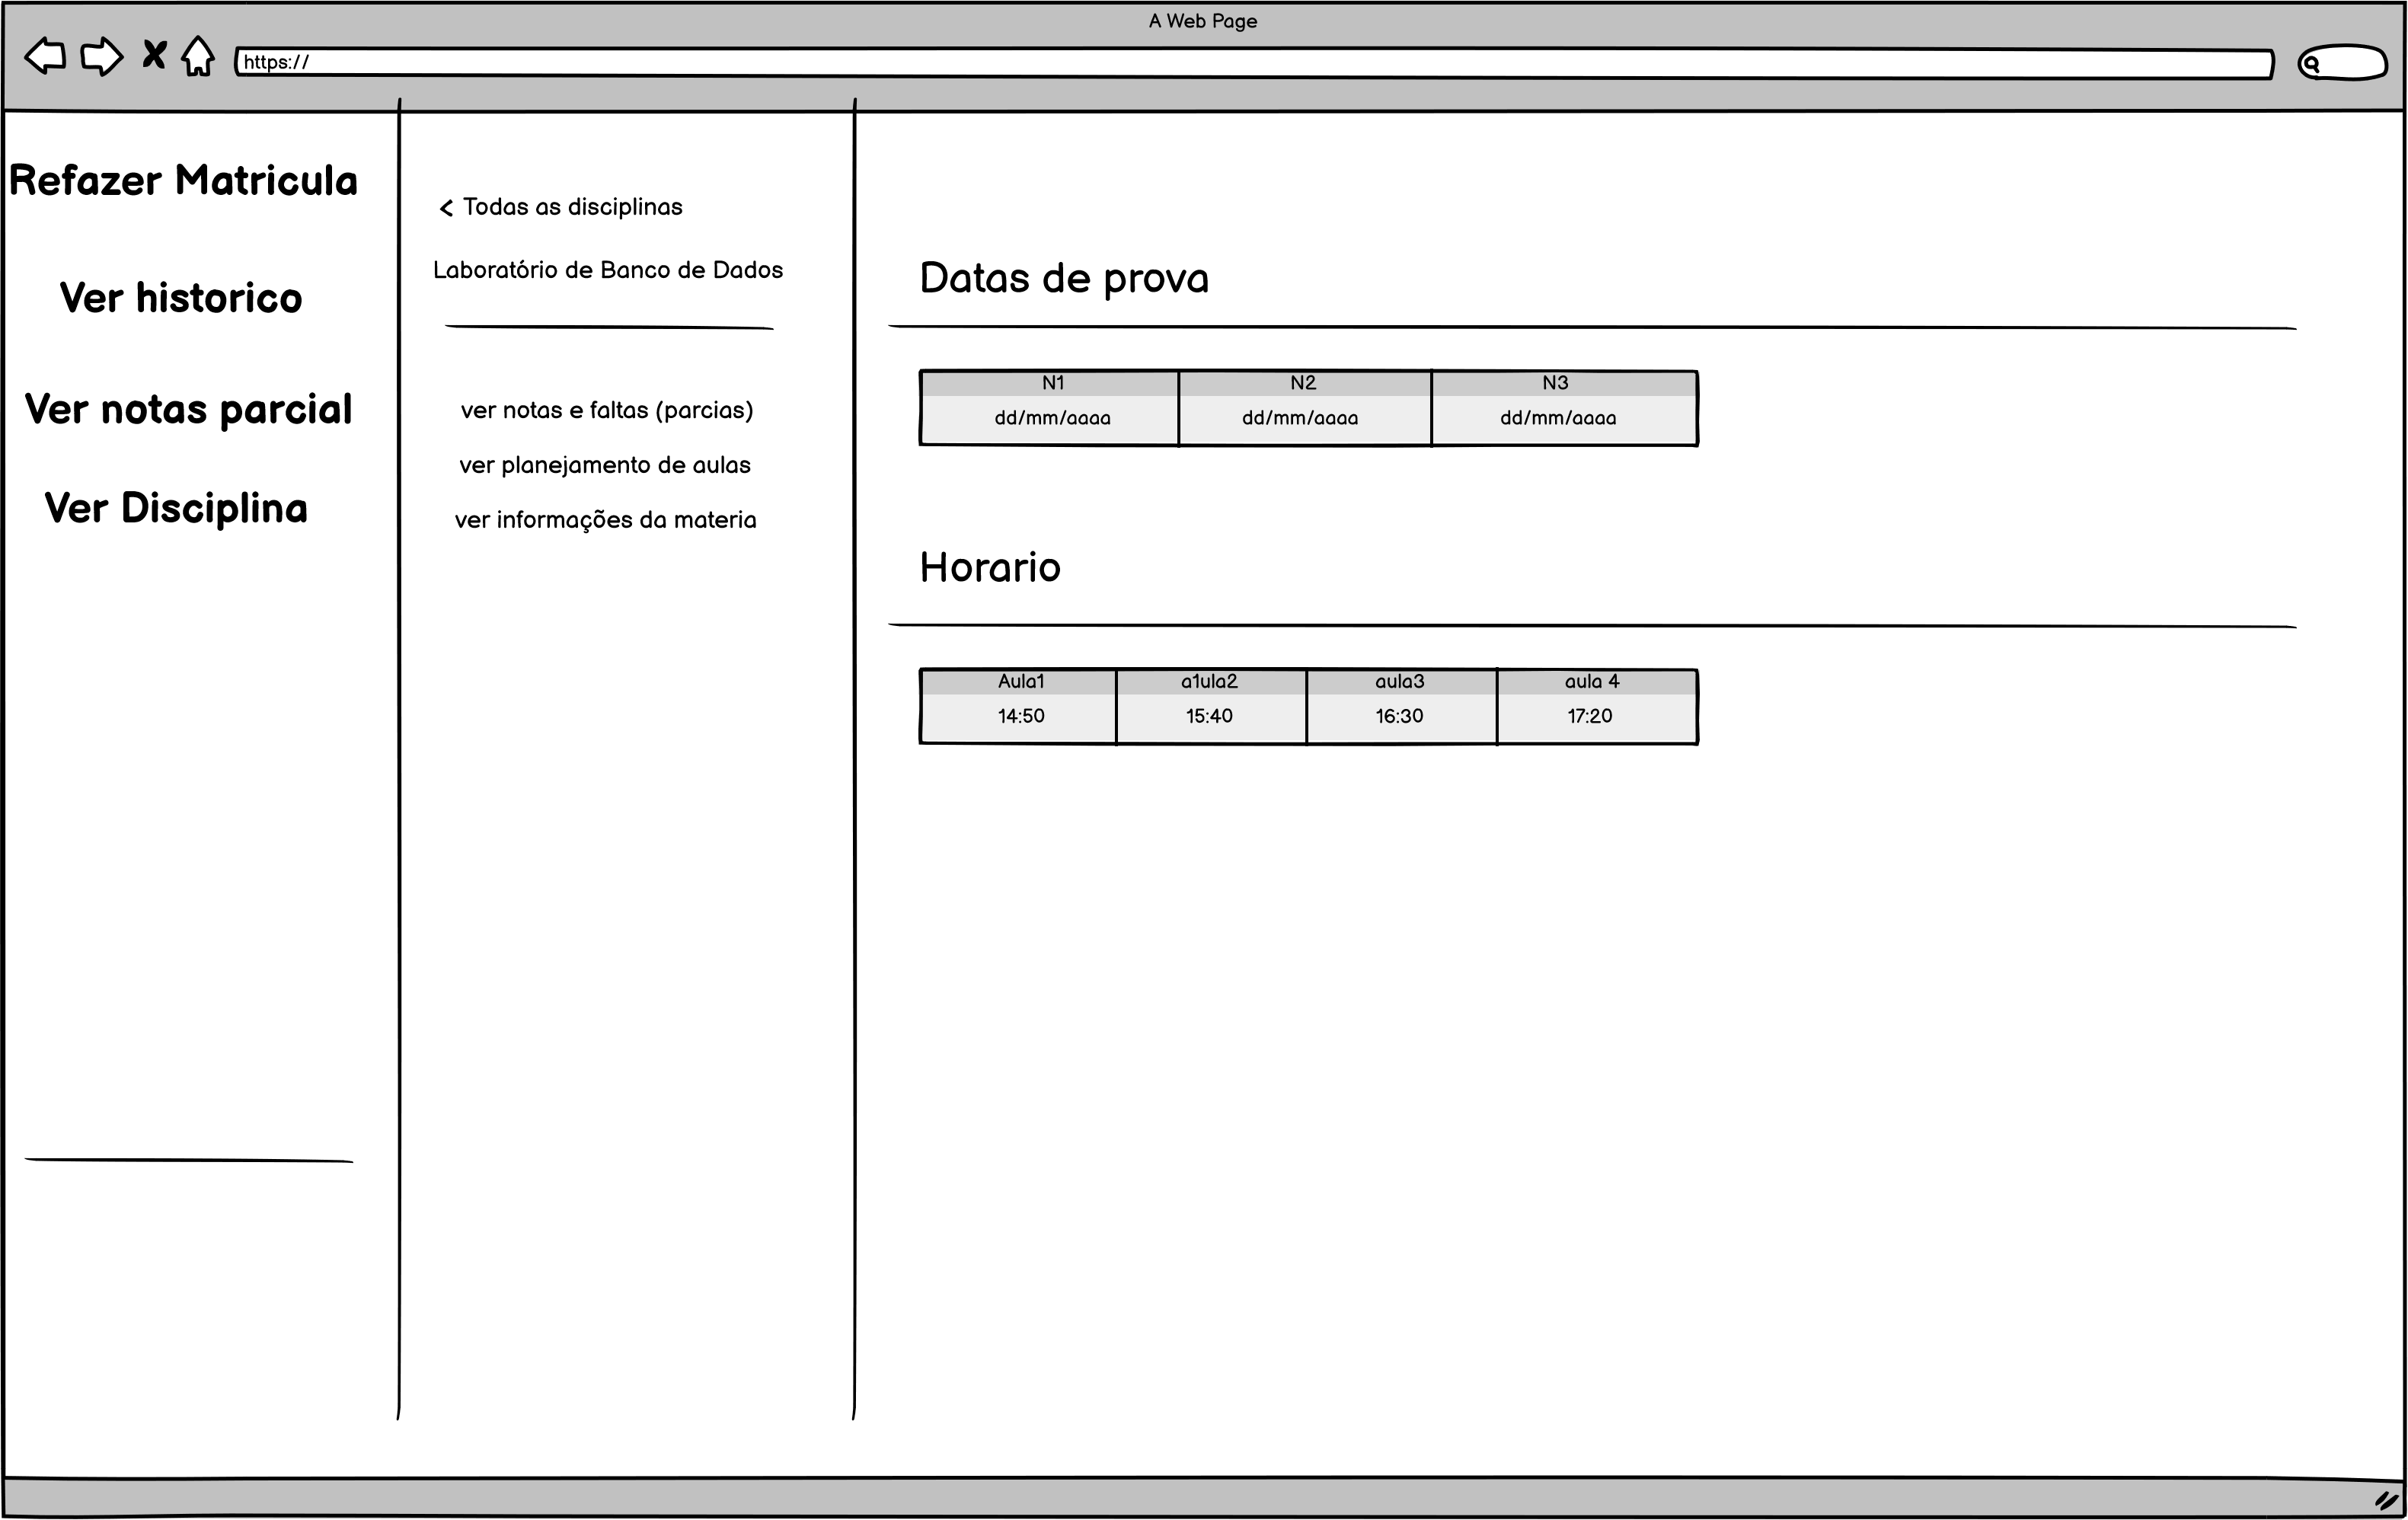 A Web Page
https://
Refazer Matricula
Ver historico
Ver notas parcial
Ver Disciplina
< Todas as disciplinas
Laboratório de Banco de Dados
ver notas e faltas (parcias)
ver planejamento de aulas
ver informações da materia
Datas de prova
N1 N2 N3
dd/mm/aaaa dd/mm/aaaa dd/mm/aaaa
Horario
Aula1 a1ula2 aula3 aula 4
14:50 15:40 16:30 17:20